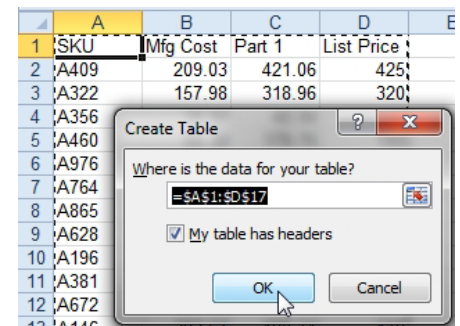 A B C D E
1 SKU Mfg Cost Part 1 List Price
2 A409 209.03 421.06 425
3 A322 157.98 318.96 320
4 A356
Create Table
?
5 A460
6 A976 Where is the data for your table?
7 A764 =$A$1:$D$17
8 A865
9 A628 My table has headers
10 A196
11 A381 OK Cancel
12 A672